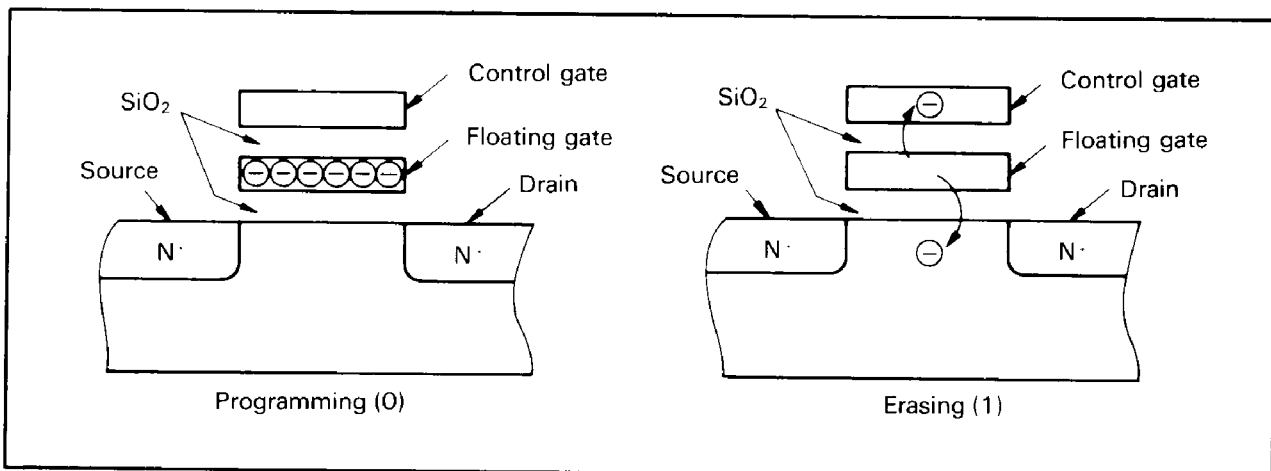 Control gate
SiO₂
Floating gate
− − − − − −
Source
Drain
N· N·
Programming (0)
Control gate
−
SiO₂
Floating gate
Source
Drain
N· − N·
Erasing (1)